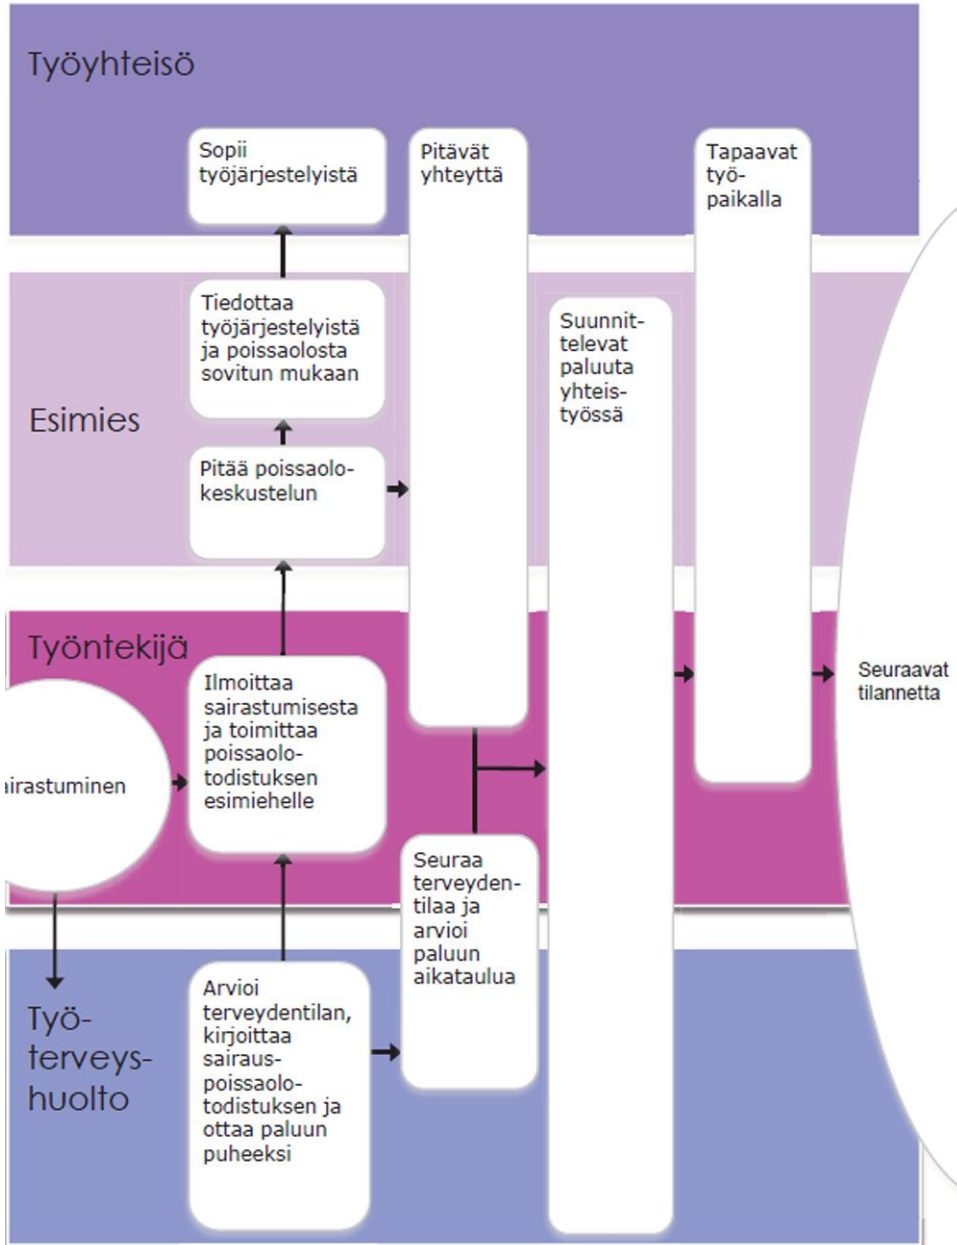 Työyhteisö
Sopii
työjärjestelyistä
Pitävät
yhteyttä
Tapaavat
työ-
paikalla
Esimies
Tiedottaa
työjärjestelyistä
ja poissaolosta
sovitun mukaan
Suunnit-
televat
paluuta
yhteis-
työssä
Pitää poissaolo-
keskustelun
Työntekijä
Ilmoittaa
sairastumisesta
ja toimittaa
poissaolo-
todistuksen
esimiehelle
airastuminen
Seuraavat
tilannetta
Seuraa
terveyden-
tilaa ja
arvioi
paluun
aikataulua
Työ-
terveys-
huolto
Arvioi
terveydentilan,
kirjoittaa
sairaus-
poissaolo-
todistuksen ja
ottaa paluun
puheeksi